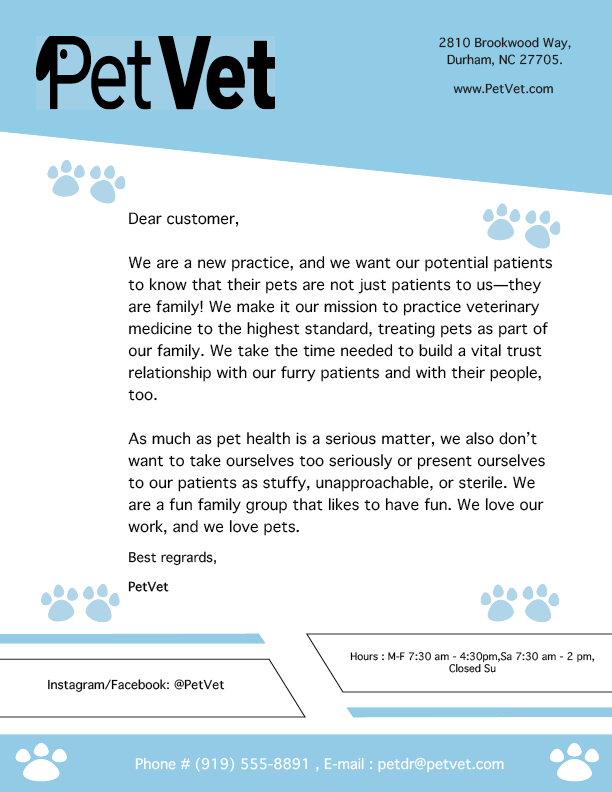 PetVet
2810 Brookwood Way,
Durham, NC 27705.
www.PetVet.com
Dear customer,
We are a new practice, and we want our potential patients
to know that their pets are not just patients to us—they
are family! We make it our mission to practice veterinary
medicine to the highest standard, treating pets as part of
our family. We take the time needed to build a vital trust
relationship with our furry patients and with their people,
too.
As much as pet health is a serious matter, we also don’t
want to take ourselves too seriously or present ourselves
to our patients as stuffy, unapproachable, or sterile. We
are a fun family group that likes to have fun. We love our
work, and we love pets.
Best regrards,
PetVet
Instagram/Facebook: @PetVet
Hours : M-F 7:30 am - 4:30pm,Sa 7:30 am - 2 pm,
Closed Su
Phone # (919) 555-8891 , E-mail : petdr@petvet.com